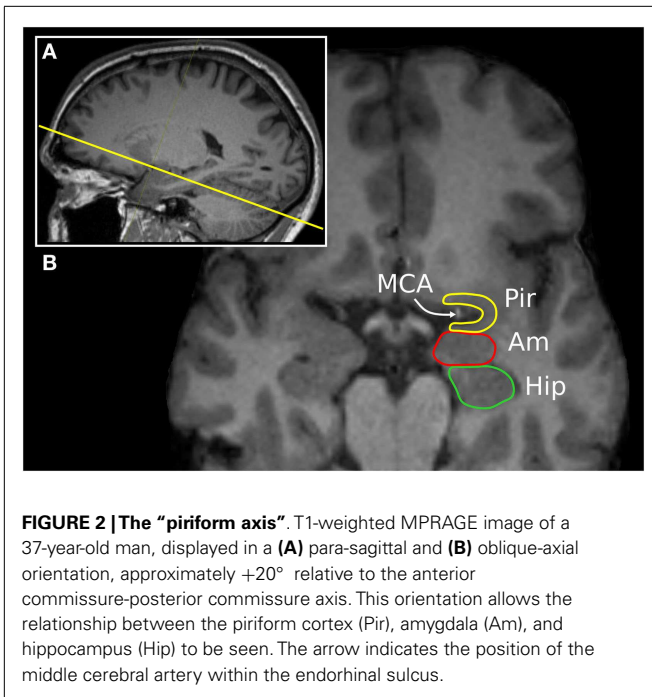 A
B
MCA
Pir
Am
Hip
FIGURE 2 | The “piriform axis”. T1-weighted MPRAGE image of a
37-year-old man, displayed in a (A) para-sagittal and (B) oblique-axial
orientation, approximately +20° relative to the anterior
commissure-posterior commissure axis. This orientation allows the
relationship between the piriform cortex (Pir), amygdala (Am), and
hippocampus (Hip) to be seen. The arrow indicates the position of the
middle cerebral artery within the endorhinal sulcus.